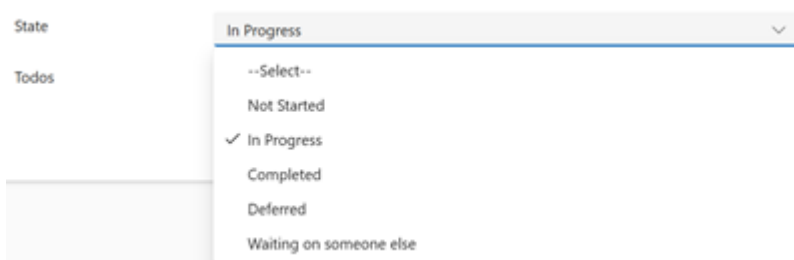 State
In Progress
Todos
--Select--
Not Started
In Progress
Completed
Deferred
Waiting on someone else